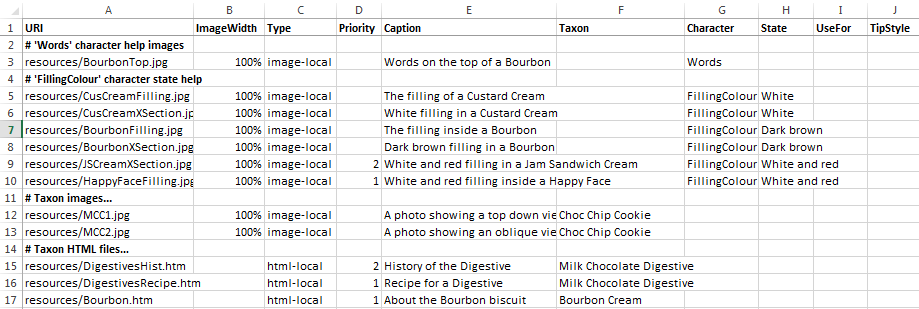 A B C D E F G H I J
1 URI ImageWidth Type Priority Caption Taxon Character State UseFor TipStyle
2 # 'Words' character help images
3 resources/BourbonTop.jpg 100% image-local Words on the top of a Bourbon Words
4 # 'FillingColour' character state help
5 resources/CusCreamFilling.jpg 100% image-local The filling of a Custard Cream FillingColour White
6 resources/CusCreamXSection.jp 100% image-local White filling in a Custard Cream FillingColour White
7 resources/BourbonFilling.jpg 100% image-local The filling inside a Bourbon FillingColour Dark brown
8 resources/BourbonXSection.jpg 100% image-local Dark brown filling in a Bourbon FillingColour Dark brown
9 resources/JSCreamXSection.jpg 100% image-local 2 White and red filling in a Jam Sandwich Cream FillingColour White and red
10 resources/HappyFaceFilling.jpg 100% image-local 1 White and red filling inside a Happy Face FillingColour White and red
11 # Taxon images...
12 resources/MCC1.jpg 100% image-local A photo showing a top down vie Choc Chip Cookie
13 resources/MCC2.jpg 100% image-local A photo showing an oblique vie Choc Chip Cookie
14 # Taxon HTML files...
15 resources/DigestivesHist.htm html-local 2 History of the Digestive Milk Chocolate Digestive
16 resources/DigestivesRecipe.htm html-local 1 Recipe for a Digestive Milk Chocolate Digestive
17 resources/Bourbon.htm html-local 1 About the Bourbon biscuit Bourbon Cream